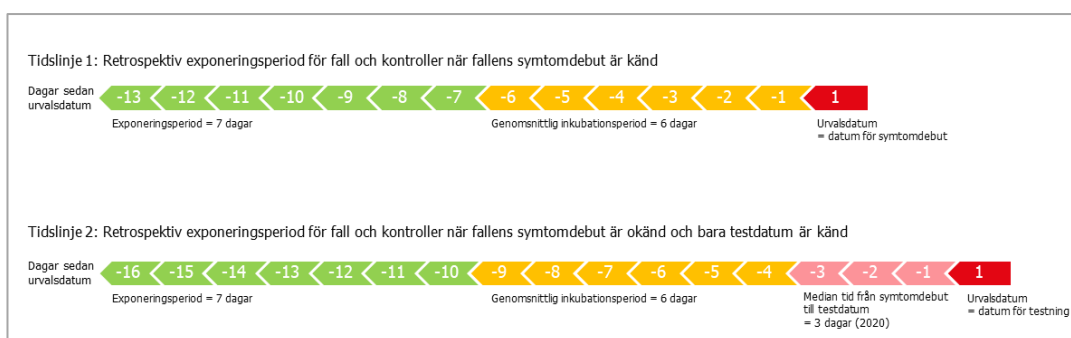 Tidslinje 1: Retrospektiv exponeringsperiod för fall och kontroller när fallens symtomdebut är känd
Dagar sedan
urvalsdatum
-13 -12 -11 -10 -9 -8 -7 -6 -5 -4 -3 -2 -1 1
Exponeringsperiod = 7 dagar
Genomsnittlig inkubationsperiod = 6 dagar
Urvalsdatum
= datum för symtomdebut
Tidslinje 2: Retrospektiv exponeringsperiod för fall och kontroller när fallens symtomdebut är okänd och bara testdatum är känd
Dagar sedan
urvalsdatum
-16 -15 -14 -13 -12 -11 -10 -9 -8 -7 -6 -5 -4 -3 -2 -1 1
Exponeringsperiod = 7 dagar
Genomsnittlig inkubationsperiod = 6 dagar
Median tid från symtomdebut
till testdatum
= 3 dagar (2020)
Urvalsdatum
= datum för testning